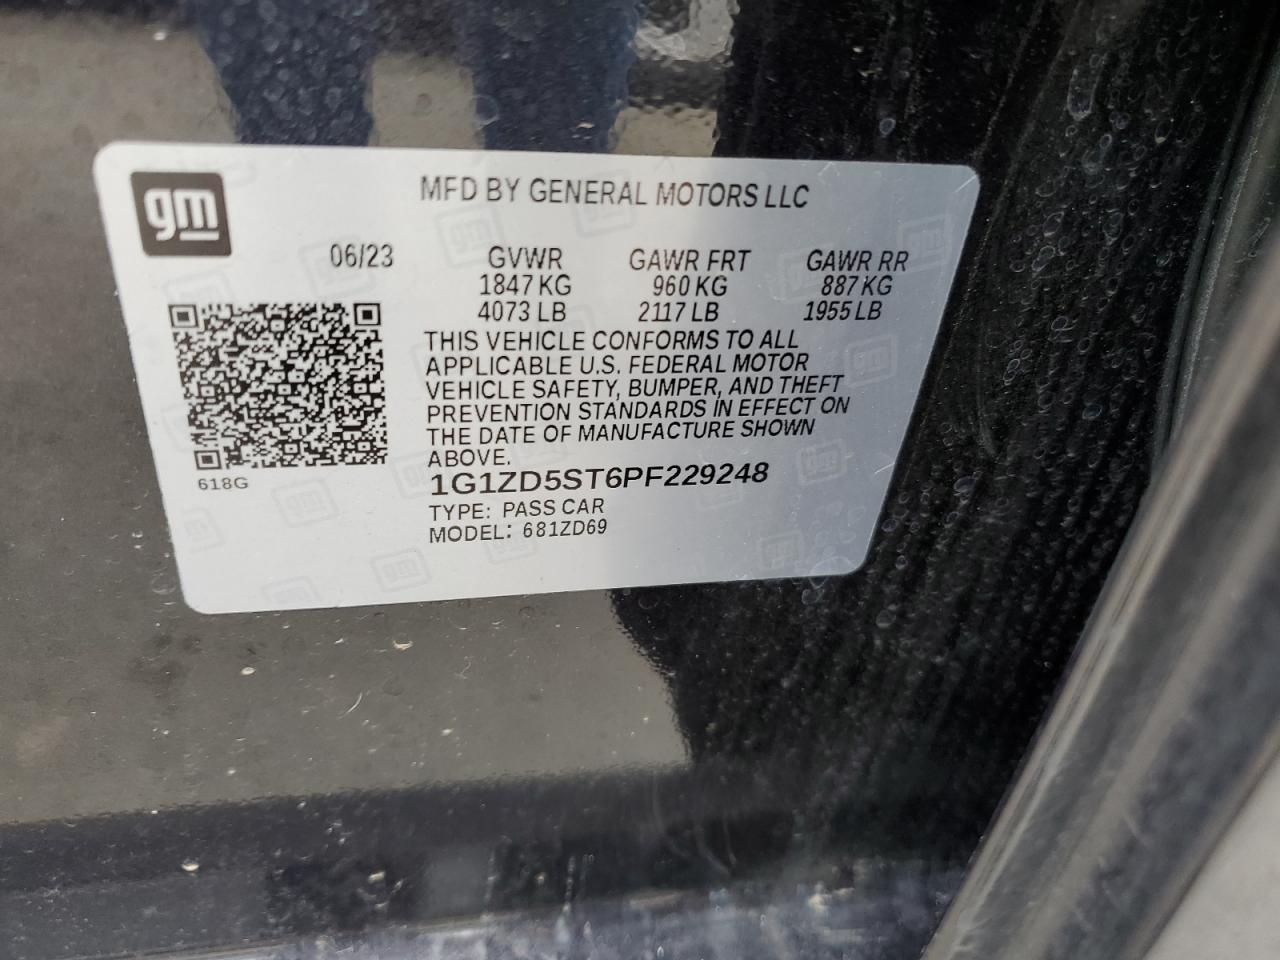 gm
MFD BY GENERAL MOTORS LLC
06/23 GVWR GAWR FRT GAWR RR
1847 KG 960 KG 887 KG
4073 LB 2117 LB 1955 LB
THIS VEHICLE CONFORMS TO ALL
APPLICABLE U.S. FEDERAL MOTOR
VEHICLE SAFETY, BUMPER, AND THEFT
PREVENTION STANDARDS IN EFFECT ON
THE DATE OF MANUFACTURE SHOWN
ABOVE.
618G
1G1ZD5ST6PF229248
TYPE: PASS CAR
MODEL: 681ZD69